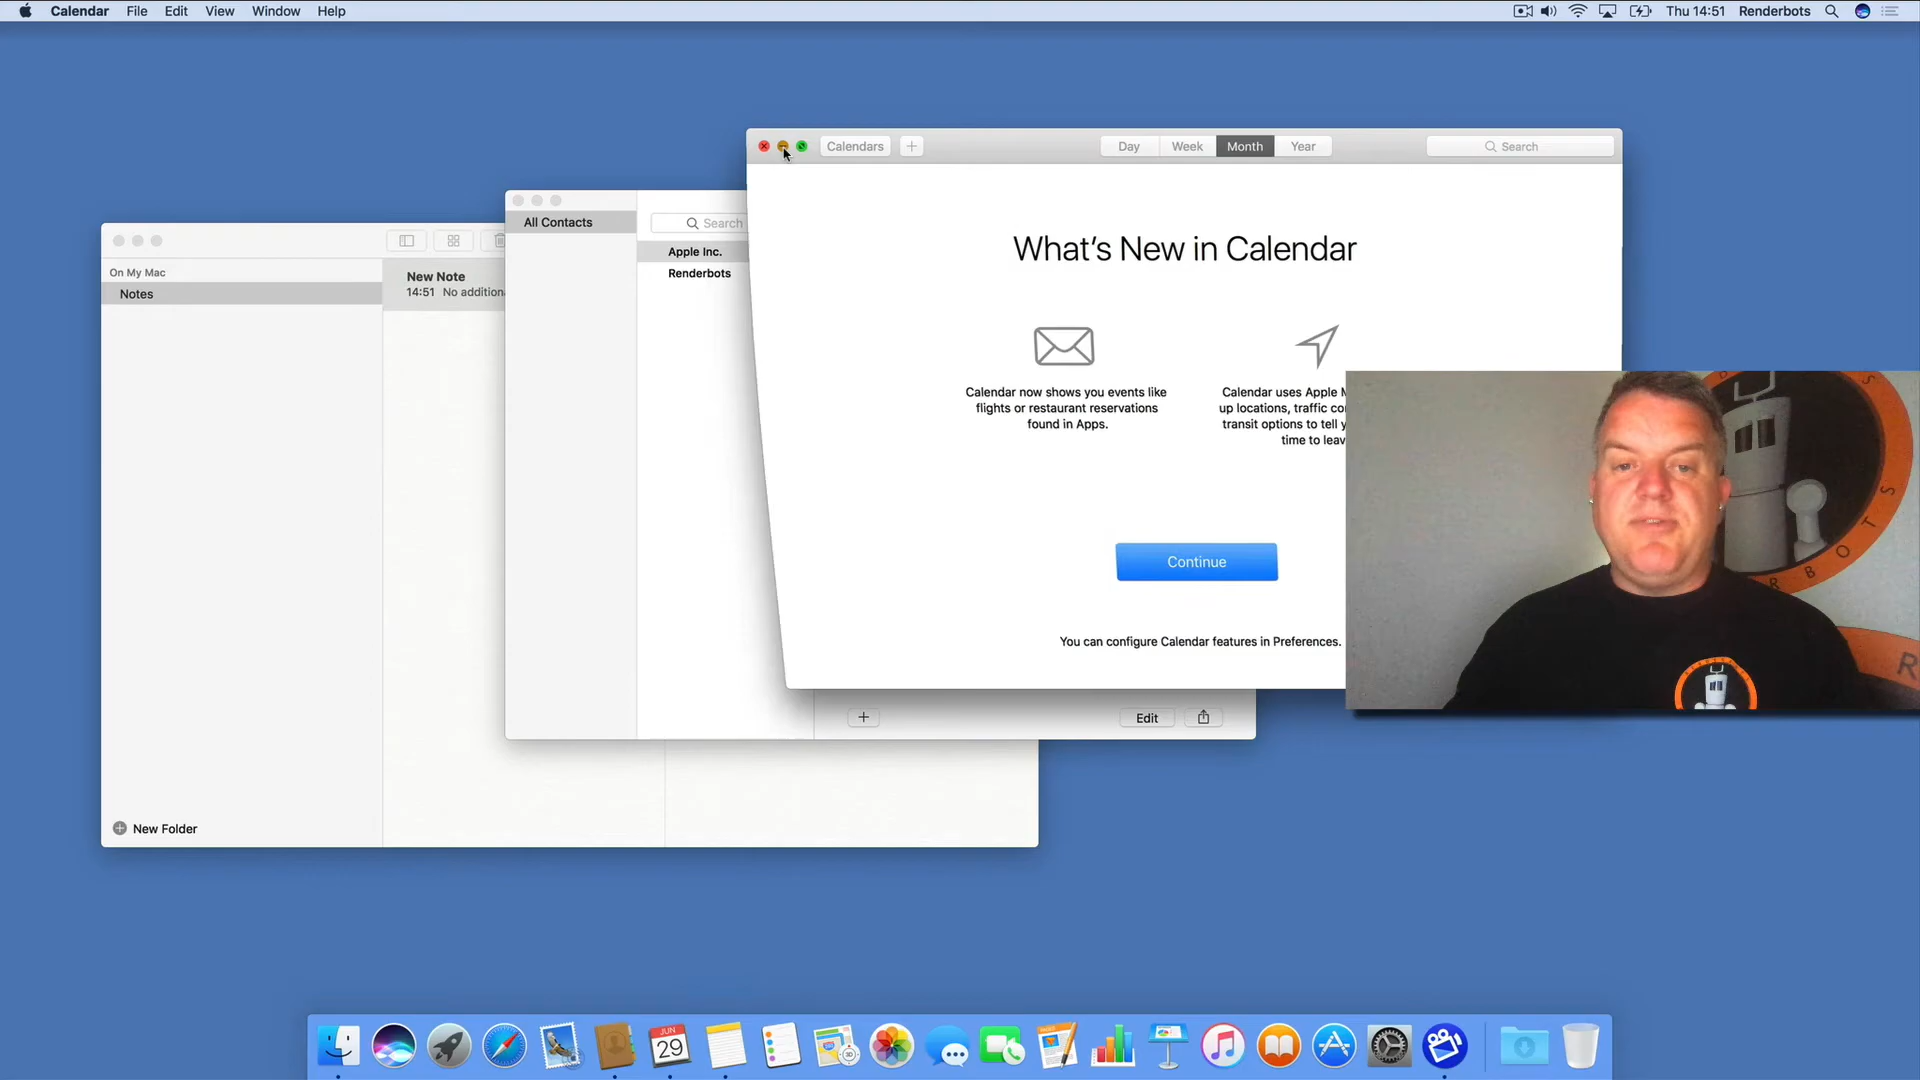 Calendar File Edit View Window Help
Thu 14:51 Renderbots
Calendars
Day Week Month Year
Search
All Contacts
Search
What's New in Calendar
Apple Inc.
Renderbots
On My Mac
Notes
New Note
14:51 No addition
Calendar now shows you events like
flights or restaurant reservations
found in Apps.
Calendar uses Apple M
up locations, traffic co
transit options to tell y
time to leav
Continue
You can configure Calendar features in Preferences.
Edit
New Folder
JUN
29